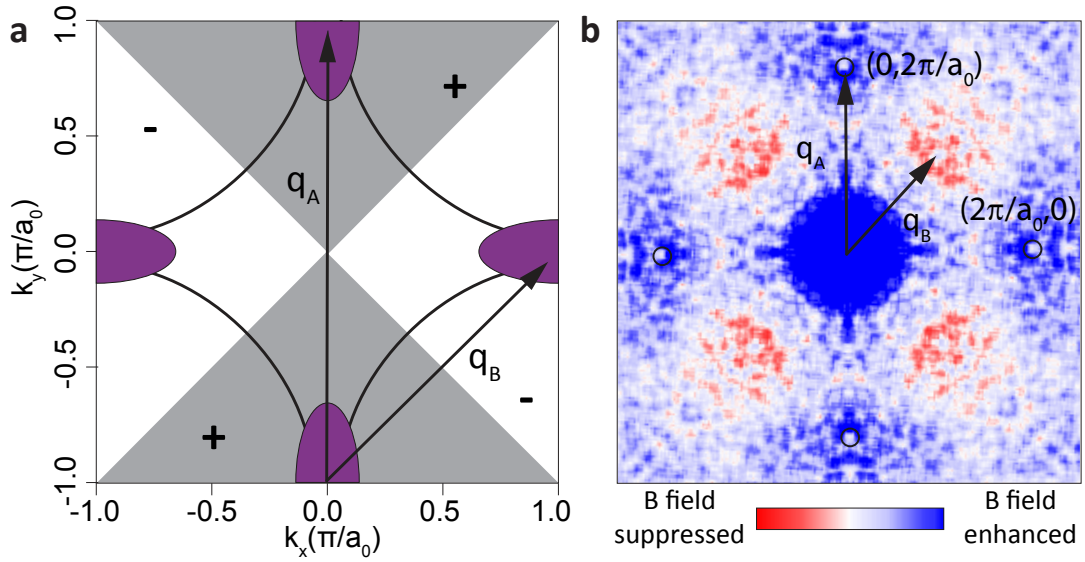 a
1.0
0.5
0.0
-0.5
-1.0
k_y(π/a_0)
-1.0
-0.5
0.0
0.5
1.0
k_x(π/a_0)
+
-
q_A
q_B
-
+
b
(0,2π/a_0)
q_A
q_B
(2π/a_0,0)
B field
suppressed
B field
enhanced